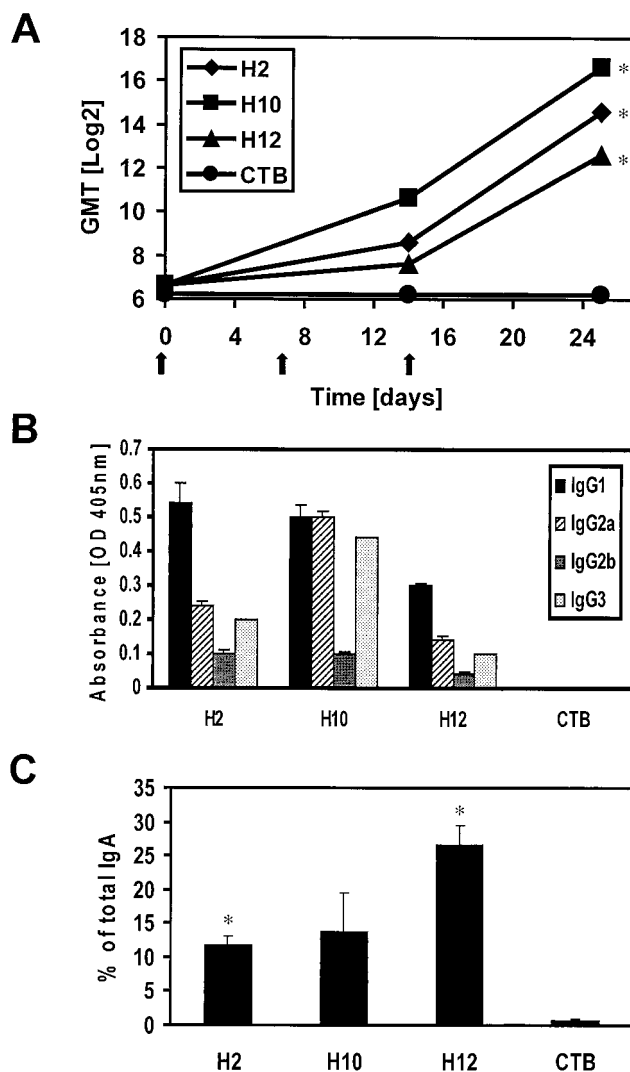 A
GMT [Log2]
18
16
14
12
10
8
6
H2
H10
H12
CTB
*
*
*
0 4 8 12 16 20 24
Time [days]
B
Absorbance [OD 405nm]
0.7
0.6
0.5
0.4
0.3
0.2
0.1
0
IgG1
IgG2a
IgG2b
IgG3
H2 H10 H12 CTB
C
% of total IgA
35
30
25
20
15
10
5
0
*
*
H2 H10 H12 CTB